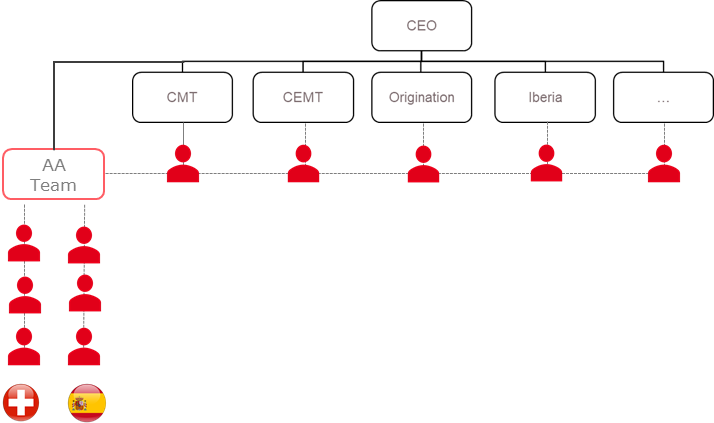 CEO
CMT
CEMT
Origination
Iberia
...
AA
Team